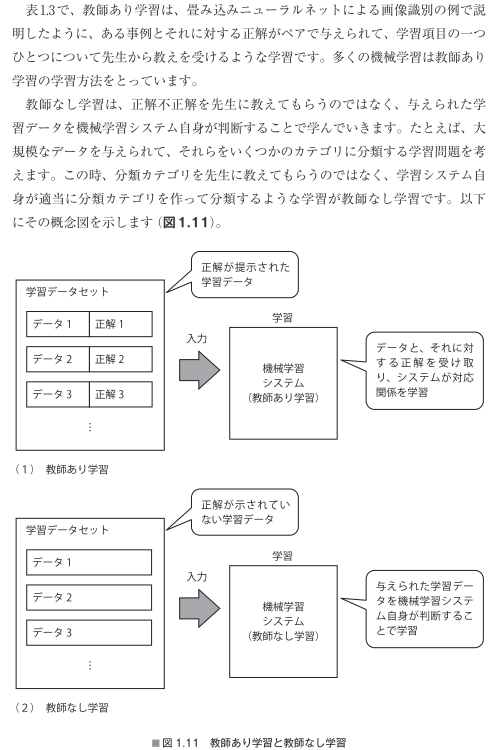 表1.3で、教師あり学習は、畳み込みニューラルネットによる画像識別の例で説
明したように、ある事例とそれに対する正解がペアで与えられて、学習項目の一つ
ひとつについて先生から教えを受けるような学習です。多くの機械学習は教師あり
学習の学習方法をとっています。
教師なし学習は、正解不正解を先生に教えてもらうのではなく、与えられた学
習データを機械学習システム自身が判断することで学んでいきます。たとえば、大
規模なデータを与えられて、それらをいくつかのカテゴリに分類する学習問題を考
えます。この時、分類カテゴリを先生に教えてもらうのではなく、学習システム自
身が適当に分類カテゴリを作って分類するような学習が教師なし学習です。以下
にその概念図を示します（図1.11）。
正解が提示された
学習データ
学習データセット
データ1 正解1
データ2 正解2
データ3 正解3
⋮
入力
学習
機械学習
システム
（教師あり学習）
データと、それに対
する正解を受け取
り、システムが対応
関係を学習
（1） 教師あり学習
正解が示されてい
ない学習データ
学習データセット
データ1
データ2
データ3
⋮
入力
学習
機械学習
システム
（教師なし学習）
与えられた学習デー
タを機械学習システ
ム自身が判断するこ
とで学習
（2） 教師なし学習
■図1.11 教師あり学習と教師なし学習